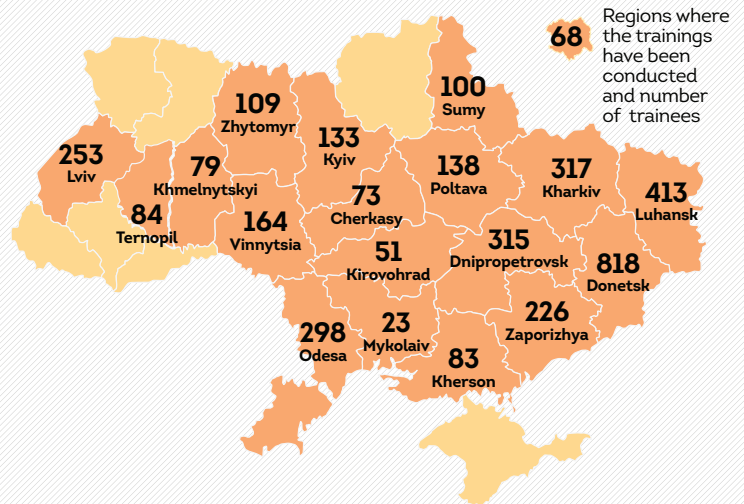 68
Regions where
the trainings
have been
conducted
and number
of trainees
100
Sumy
109
Zhytomyr
133
Kyiv
253
Lviv
79
Khmelnytskyi
138
Poltava
317
Kharkiv
413
Luhansk
84
Ternopil
164
Vinnytsia
73
Cherkasy
51
Kirovohrad
315
Dnipropetrovsk
818
Donetsk
298
Odesa
23
Mykolaiv
226
Zaporizhya
83
Kherson